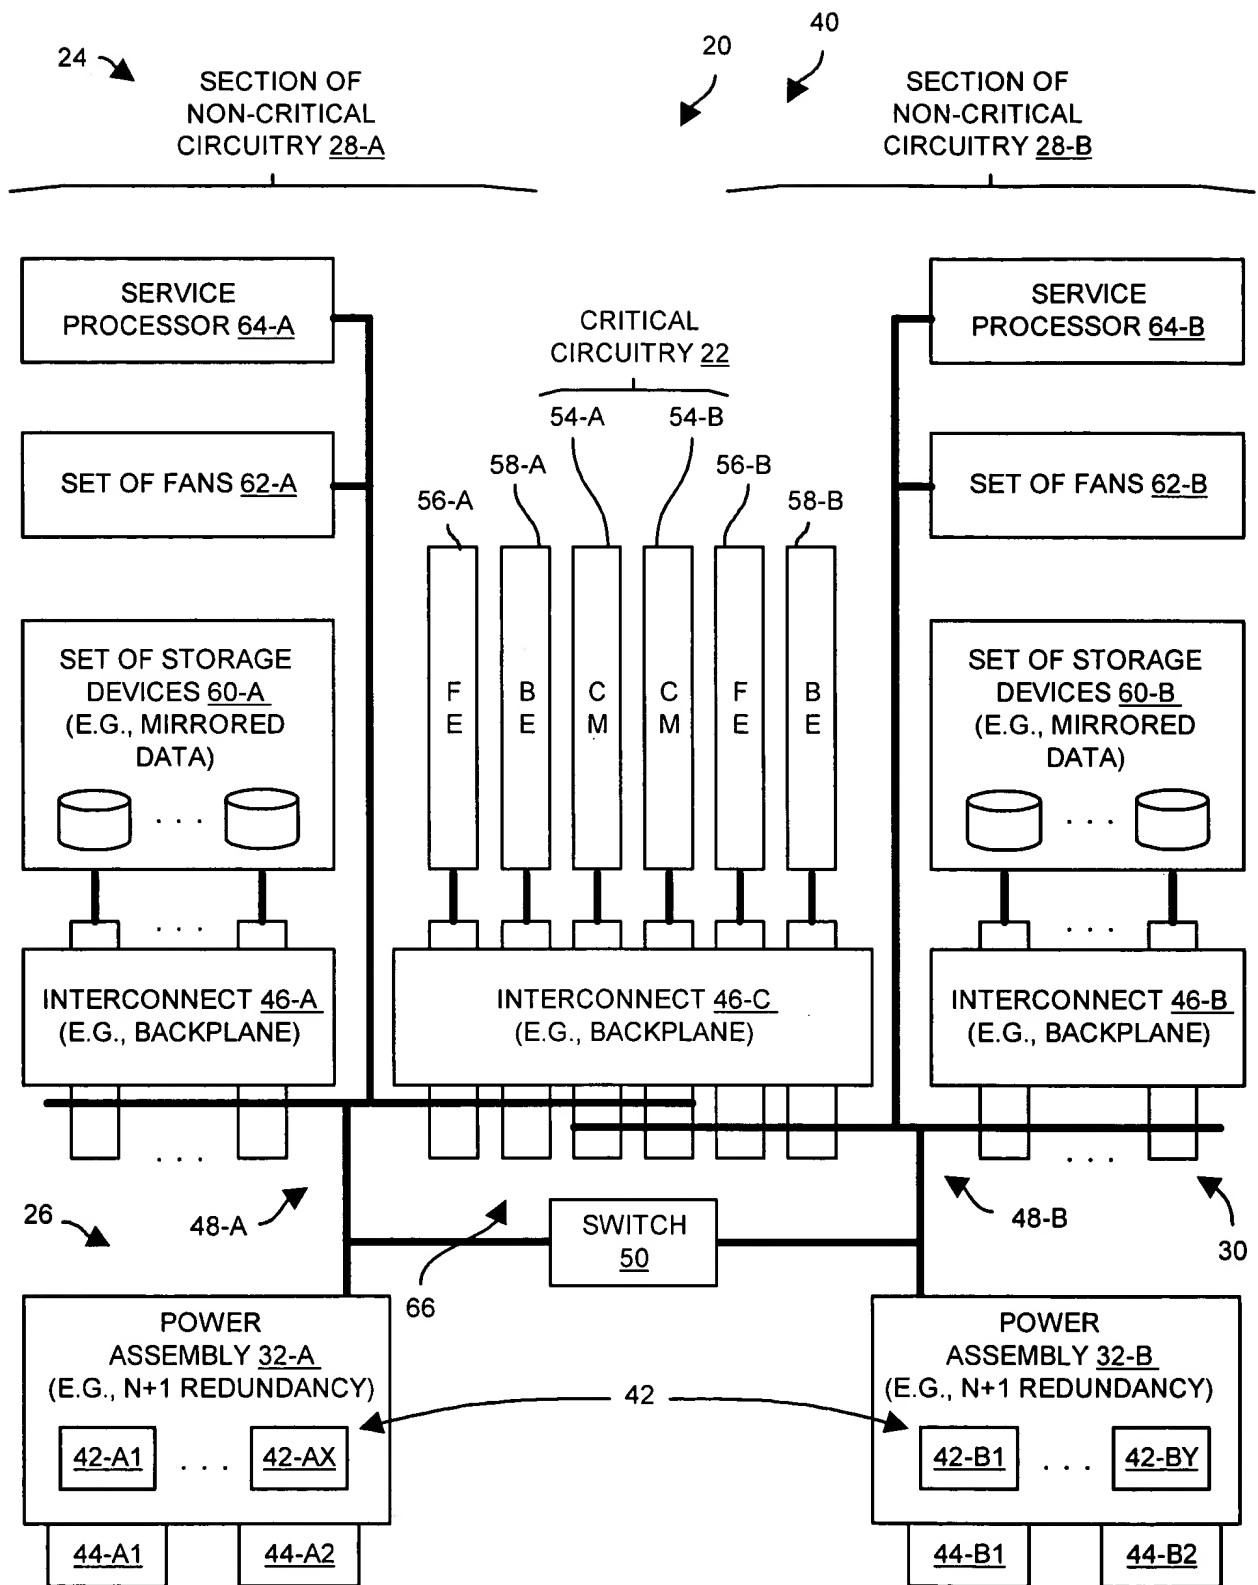 24
20
40
SECTION OF
NON-CRITICAL
CIRCUITRY 28-A
SECTION OF
NON-CRITICAL
CIRCUITRY 28-B
SERVICE
PROCESSOR 64-A
SERVICE
PROCESSOR 64-B
CRITICAL
CIRCUITRY 22
54-A
54-B
58-A
56-B
56-A
58-B
SET OF FANS 62-A
SET OF FANS 62-B
SET OF STORAGE
DEVICES 60-A
(E.G., MIRRORED
DATA)
. . .
F
E
B
E
C
M
C
M
F
E
B
E
SET OF STORAGE
DEVICES 60-B
(E.G., MIRRORED
DATA)
. . .
. . .
. . .
INTERCONNECT 46-A
(E.G., BACKPLANE)
INTERCONNECT 46-C
(E.G., BACKPLANE)
INTERCONNECT 46-B
(E.G., BACKPLANE)
. . .
. . .
26
48-A
66
SWITCH
50
48-B
30
POWER
ASSEMBLY 32-A
(E.G., N+1 REDUNDANCY)
42-A1 . . . 42-AX
44-A1
44-A2
42
POWER
ASSEMBLY 32-B
(E.G., N+1 REDUNDANCY)
42-B1 . . . 42-BY
44-B1
44-B2